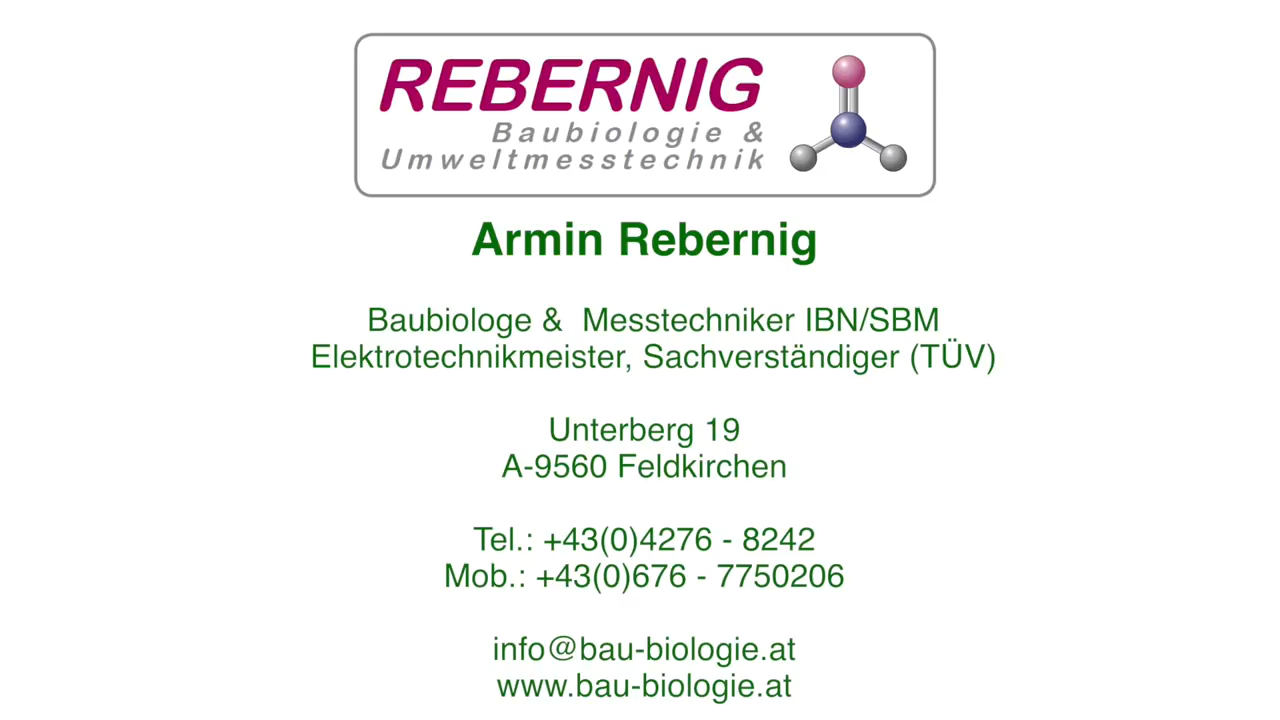 REBERNIG
Baubiologie &
Umweltmesstechnik
Armin Rebernig
Baubiologe & Messtechniker IBN/SBM
Elektrotechnikmeister, Sachverständiger (TÜV)
Unterberg 19
A-9560 Feldkirchen
Tel.: +43(0)4276 - 8242
Mob.: +43(0)676 - 7750206
info@bau-biologie.at
www.bau-biologie.at